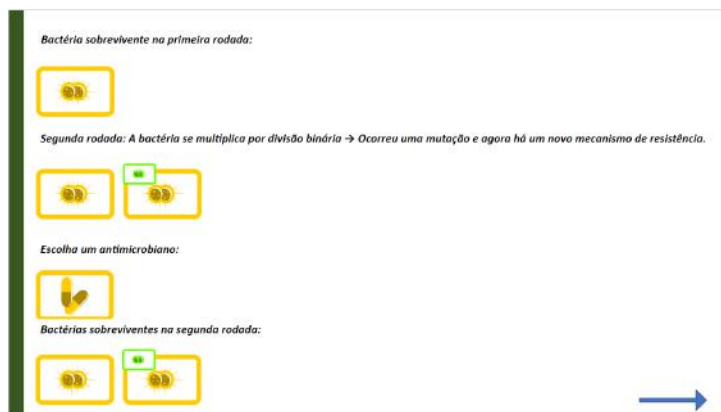 Bactéria sobrevivente na primeira rodada:
Segunda rodada: A bactéria se multiplica por divisão binária → Ocorreu uma mutação e agora há um novo mecanismo de resistência.
Escolha um antimicrobiano:
Bactérias sobreviventes na segunda rodada: